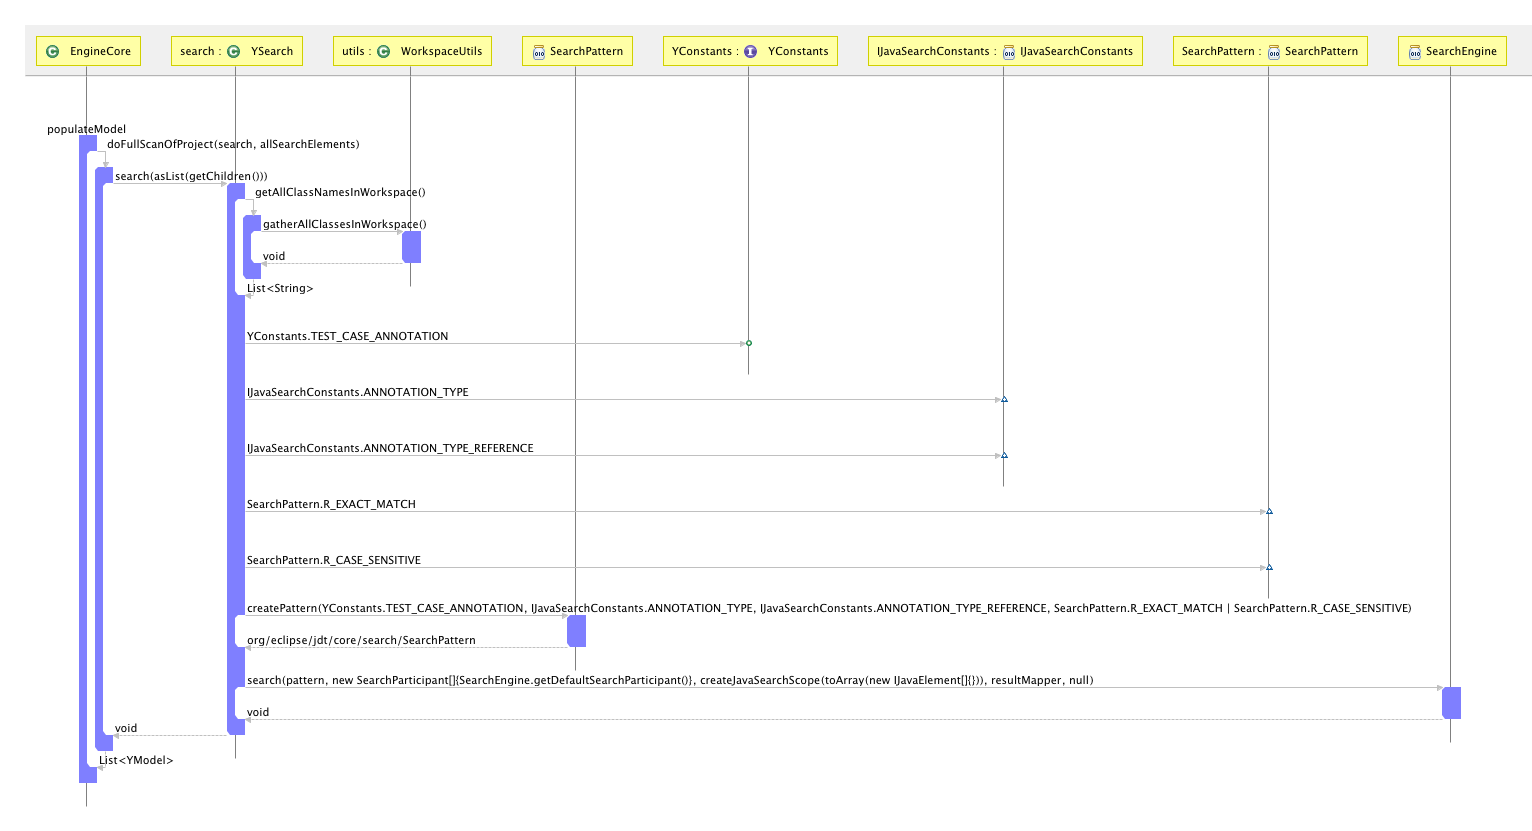 EngineCore
search : YSearch
utils : WorkspaceUtils
SearchPattern
YConstants : YConstants
IJavaSearchConstants : IJavaSearchConstants
SearchPattern : SearchPattern
SearchEngine
populateModel
doFullScanOfProject(search, allSearchElements)
search(asList(getChildren()))
getAllClassNamesInWorkspace()
gatherAllClassesInWorkspace()
void
List<String>
YConstants.TEST_CASE_ANNOTATION
IJavaSearchConstants.ANNOTATION_TYPE
IJavaSearchConstants.ANNOTATION_TYPE_REFERENCE
SearchPattern.R_EXACT_MATCH
SearchPattern.R_CASE_SENSITIVE
createPattern(YConstants.TEST_CASE_ANNOTATION, IJavaSearchConstants.ANNOTATION_TYPE, IJavaSearchConstants.ANNOTATION_TYPE_REFERENCE, SearchPattern.R_EXACT_MATCH | SearchPattern.R_CASE_SENSITIVE)
org/eclipse/jdt/core/search/SearchPattern
search(pattern, new SearchParticipant[]{SearchEngine.getDefaultSearchParticipant()}, createJavaSearchScope(toArray(new IJavaElement[]{})), resultMapper, null)
void
void
List<YModel>